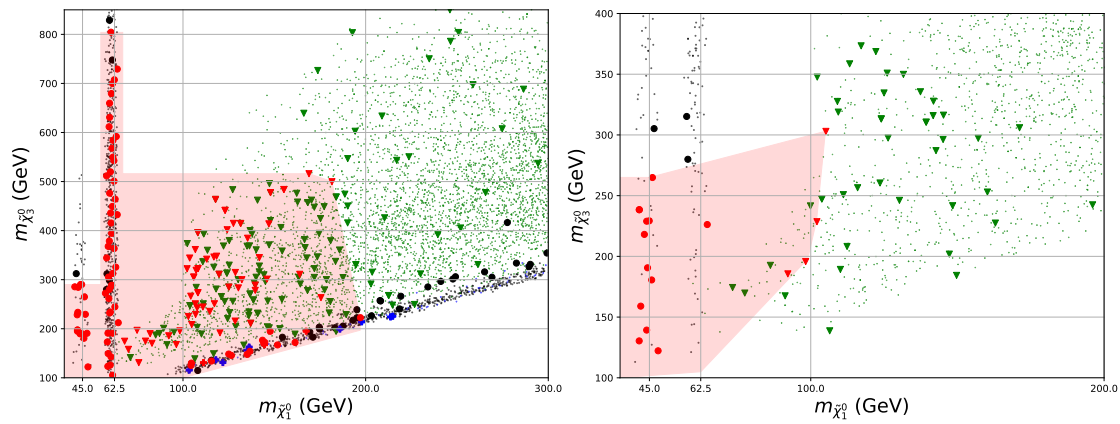 800
700
600
500
400
300
200
100
45.0 62.5 100.0 200.0 300.0
m_{\tilde{\chi}_3^0} (GeV)
m_{\tilde{\chi}_1^0} (GeV)
400
350
300
250
200
150
100
45.0 62.5 100.0 200.0
m_{\tilde{\chi}_3^0} (GeV)
m_{\tilde{\chi}_1^0} (GeV)